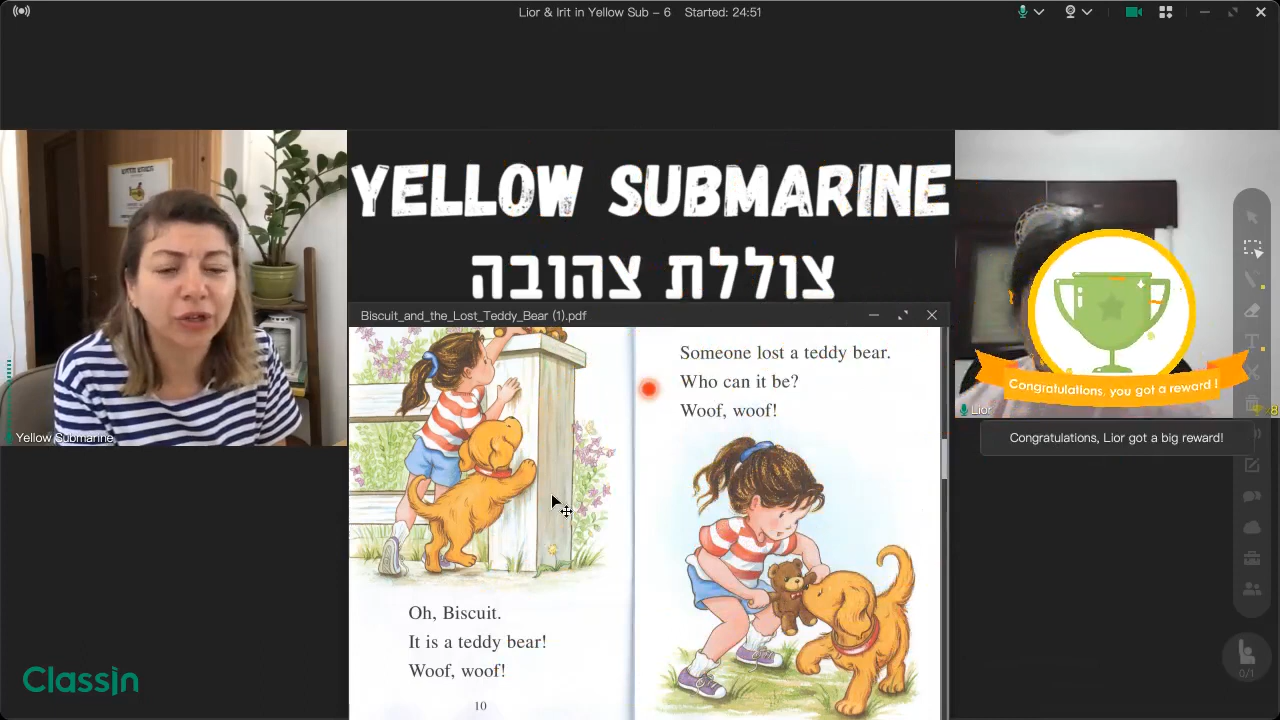 Lior & Irit in Yellow Sub - 6 Started: 24:51
YELLOW SUBMARINE
צוללת צהובה
Biscuit_and_the_Lost_Teddy_Bear (1).pdf
Someone lost a teddy bear.
Who can it be?
Woof, woof!
Oh, Biscuit.
It is a teddy bear!
Woof, woof!
10
Yellow Submarine
Congratulations, you got a reward !
Lior
Congratulations, Lior got a big reward!
0/1
ClassIn